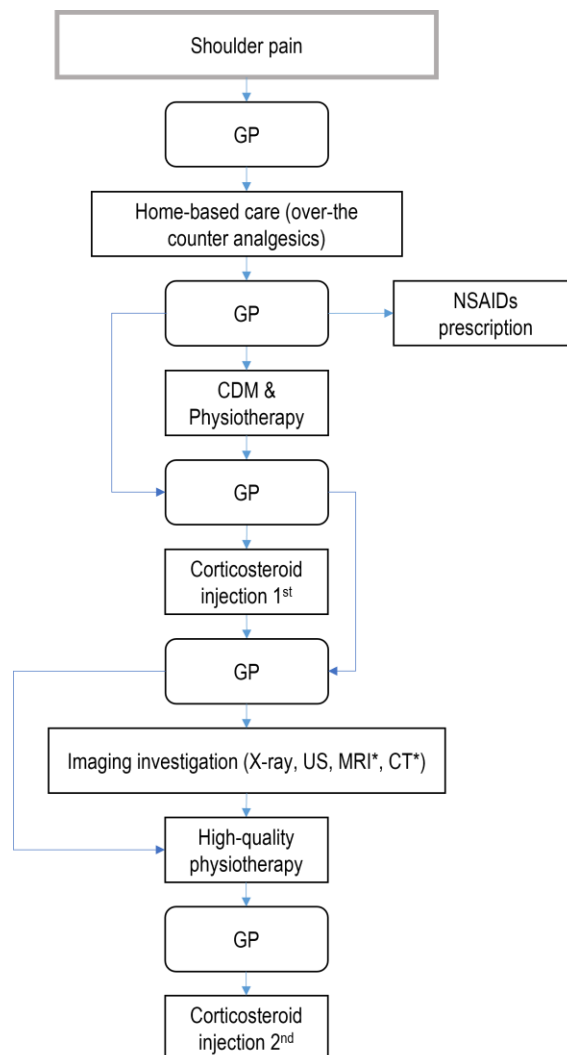 Shoulder pain
GP
Home-based care (over-the
counter analgesics)
GP
NSAIDs
prescription
CDM &
Physiotherapy
GP
Corticosteroid
injection 1st
GP
Imaging investigation (X-ray, US, MRI*, CT*)
High-quality
physiotherapy
GP
Corticosteroid
injection 2nd